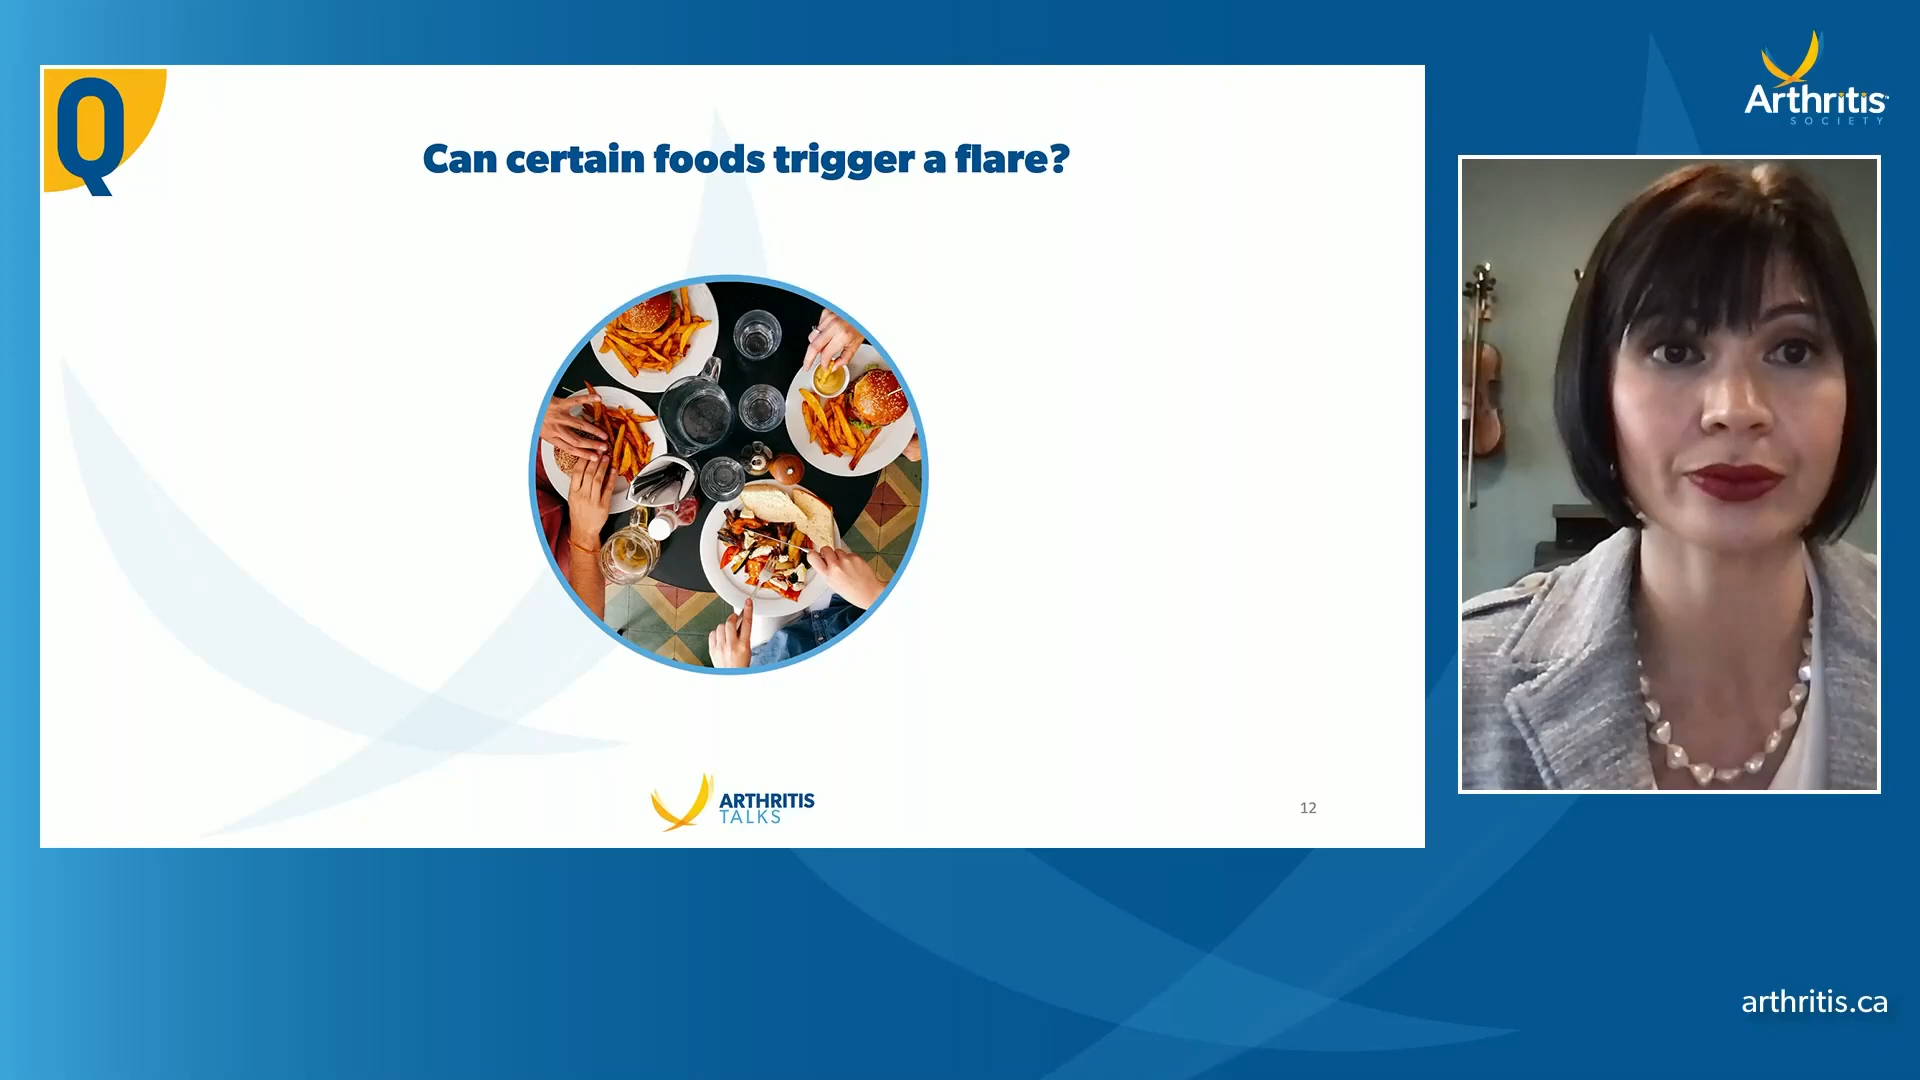 Q
Can certain foods trigger a flare?
ARTHRITIS
TALKS
12
Arthritis
SOCIETY
arthritis.ca